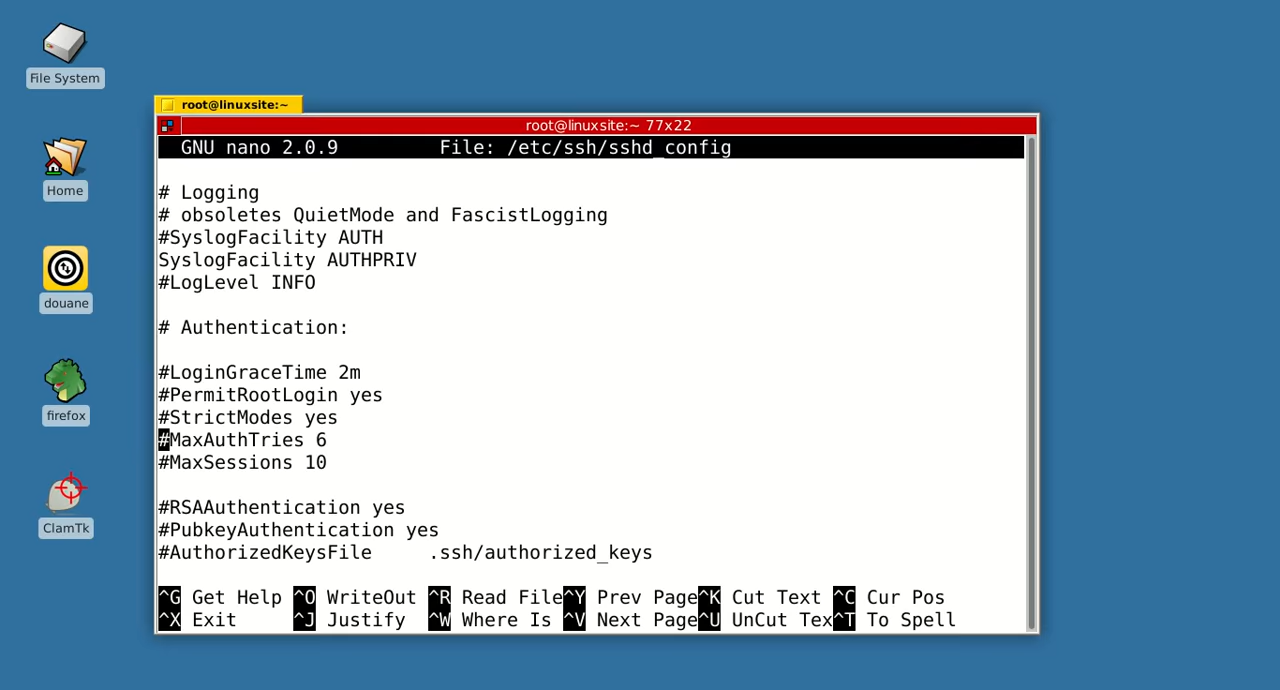 File System
Home
douane
firefox
ClamTk
root@linuxsite:~
root@linuxsite:~ 77x22
GNU nano 2.0.9 File: /etc/ssh/sshd_config
# Logging
# obsoletes QuietMode and FascistLogging
#SyslogFacility AUTH
SyslogFacility AUTHPRIV
#LogLevel INFO
# Authentication:
#LoginGraceTime 2m
#PermitRootLogin yes
#StrictModes yes
#MaxAuthTries 6
#MaxSessions 10
#RSAAuthentication yes
#PubkeyAuthentication yes
#AuthorizedKeysFile .ssh/authorized_keys
^G Get Help ^O WriteOut ^R Read File ^Y Prev Page ^K Cut Text ^C Cur Pos
^X Exit ^J Justify ^W Where Is ^V Next Page ^U UnCut Tex ^T To Spell